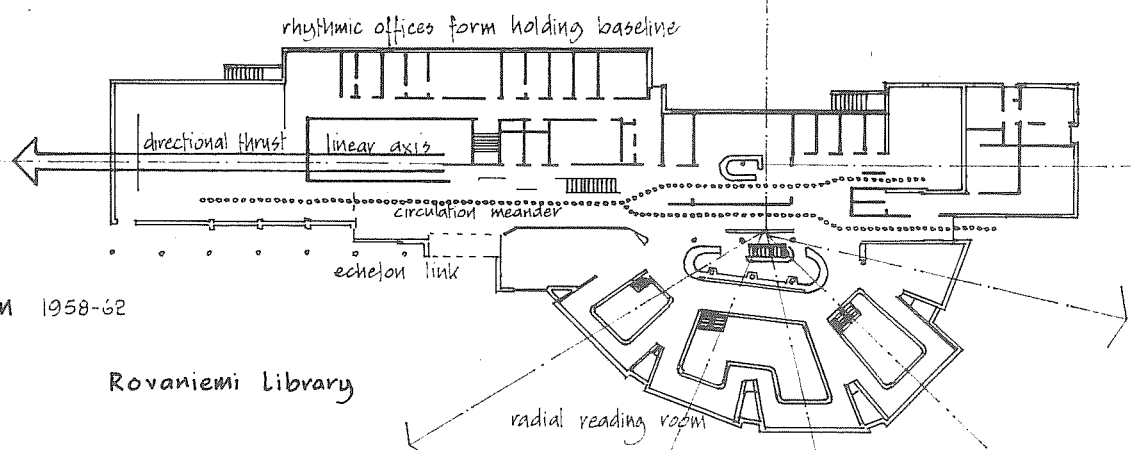 rhythmic offices form holding baseline
directional thrust linear axis
circulation meander
echelon link
1958-62
Rovaniemi Library
radial reading room